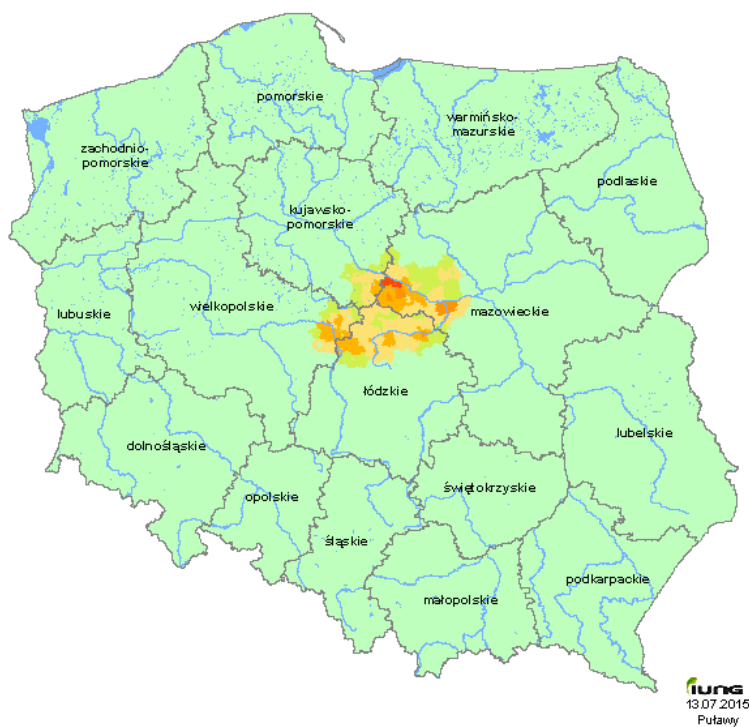 pomorskie
warmińsko-
mazurskie
zachodnio-
pomorskie
podlaskie
kujawsko-
pomorskie
lubuskie
wielkopolskie
mazowieckie
łódzkie
dolnośląskie
lubelskie
opolskie
świętokrzyskie
śląskie
podkarpackie
małopolskie
iung
13.07.2015
Puławy